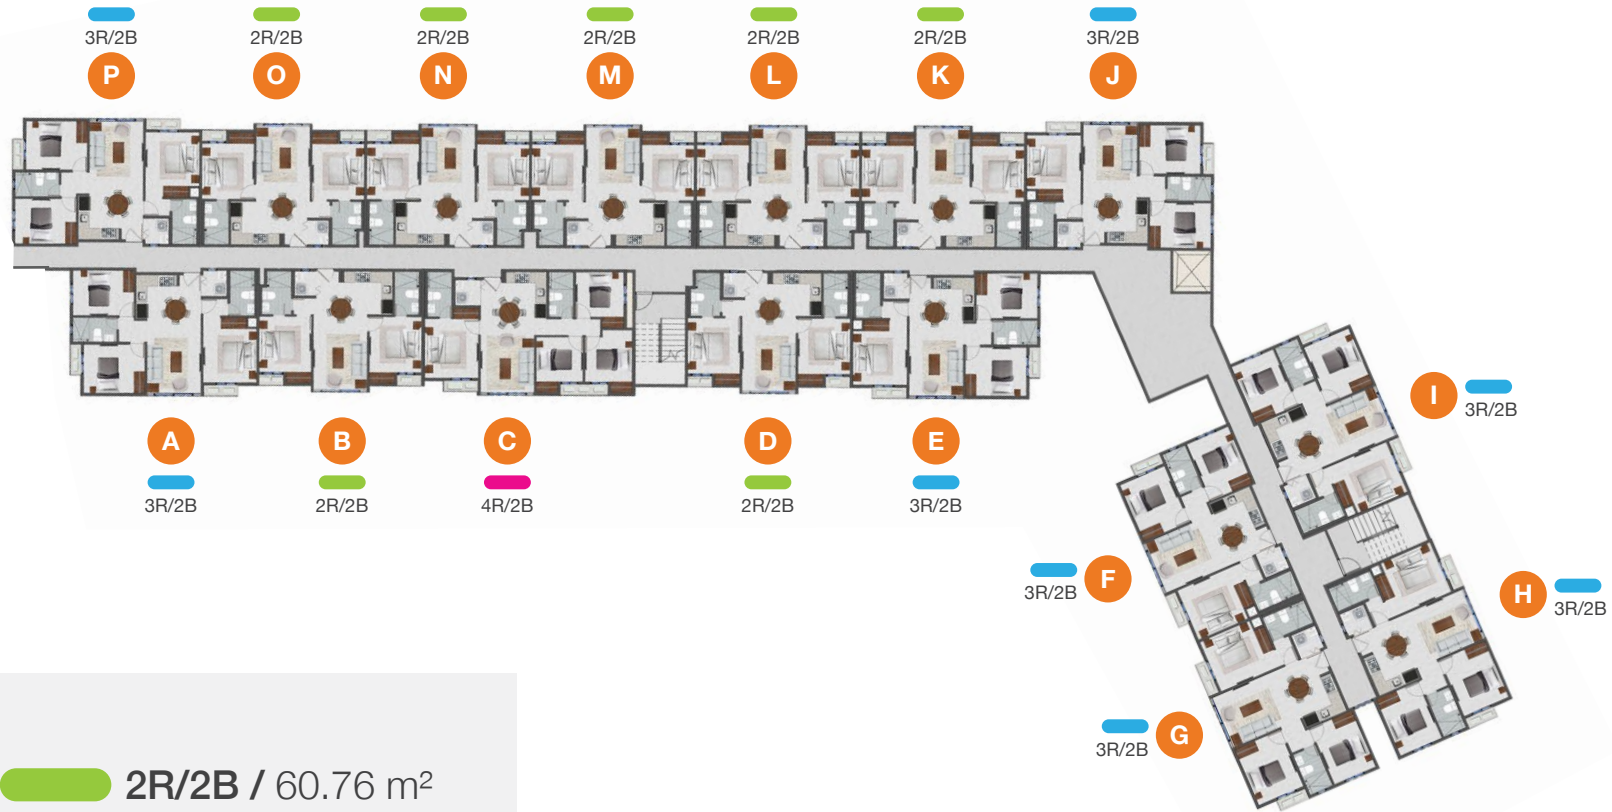 3R/2B 2R/2B 2R/2B 2R/2B 2R/2B 2R/2B 3R/2B
P O N M L K J
A B C D E
3R/2B 2R/2B 4R/2B 2R/2B 3R/2B
I 3R/2B
3R/2B F
H 3R/2B
3R/2B G
2R/2B / 60.76 m²